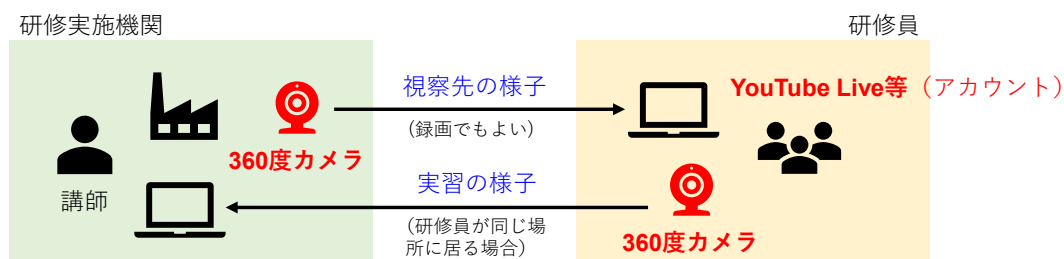 研修実施機関
研修員
視察先の様子
(録画でもよい)
360度カメラ
講師
YouTube Live等（アカウント）
実習の様子
(研修員が同じ場
所に居る場合)
360度カメラ